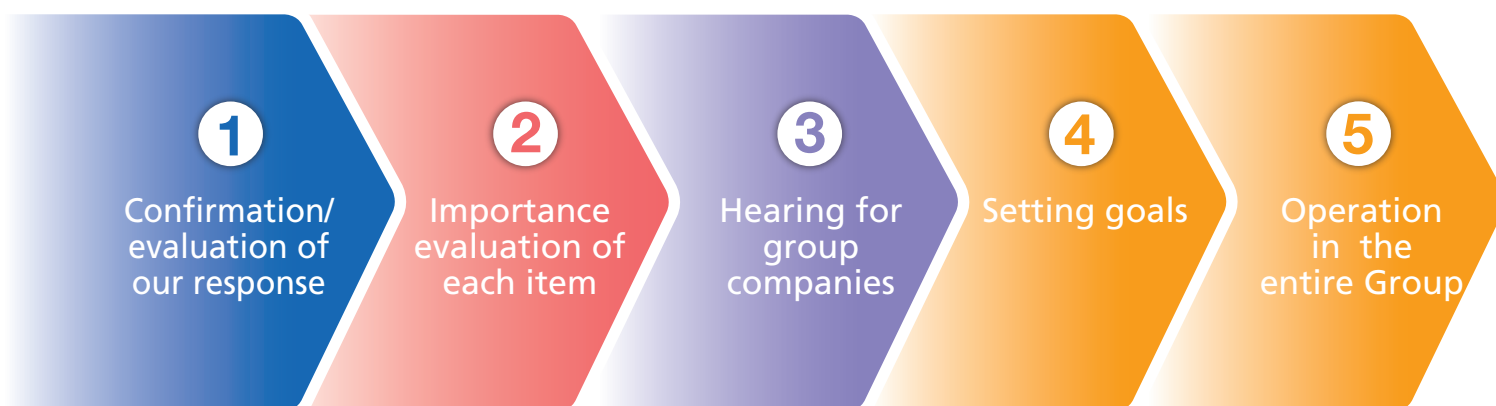 1
Confirmation/
evaluation of
our response
2
Importance
evaluation of
each item
3
Hearing for
group
companies
4
Setting goals
5
Operation
in the
entire Group